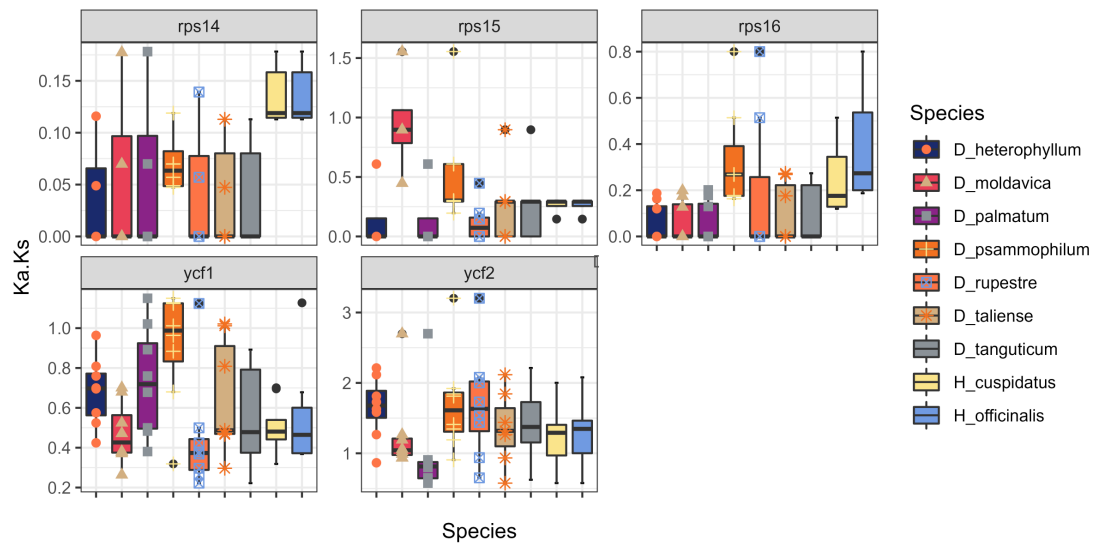 rps14
rps15
rps16
0.15
0.10
0.05
0.00
1.5
1.0
0.5
0.0
0.8
0.6
0.4
0.2
0.0
Ka.Ks
ycf1
ycf2
1.0
0.8
0.6
0.4
0.2
3
2
1
Species
Species
D_heterophyllum
D_moldavica
D_palmatum
D_psammophilum
D_rupestre
D_taliense
D_tanguticum
H_cuspidatus
H_officinalis